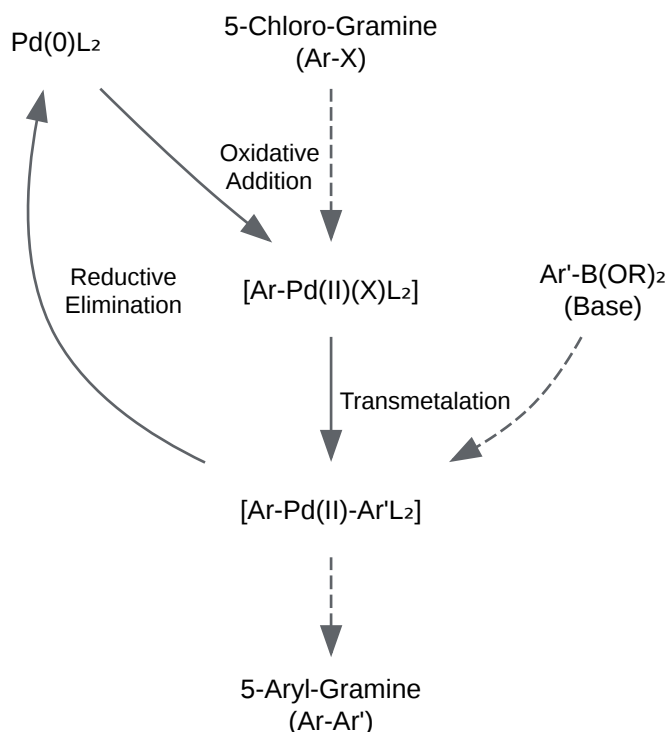 Pd(0)L₂
5-Chloro-Gramine
(Ar-X)
Oxidative
Addition
Reductive
Elimination
[Ar-Pd(II)(X)L₂]
Ar'-B(OR)₂
(Base)
Transmetalation
[Ar-Pd(II)-Ar'L₂]
5-Aryl-Gramine
(Ar-Ar')